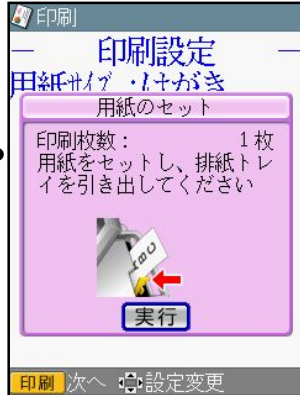 印刷
印刷設定
用紙サイズ :はがき
用紙のセット
印刷枚数: 1枚
用紙をセットし、排紙トレ
イを引き出してください
ABC
実行
印刷 次へ 設定変更